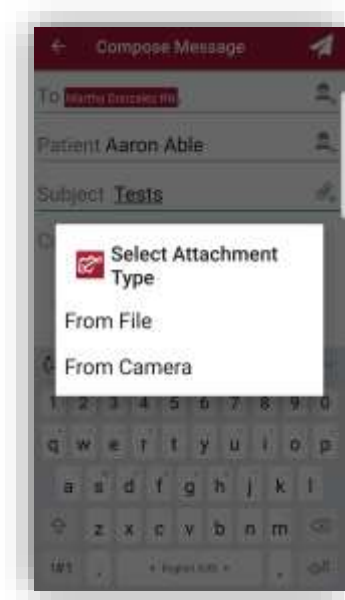 Compose Message
To Martha Gonzales RN
Patient Aaron Able
Subject Tests
Select Attachment
Type
From File
From Camera
1 2 3 4 5 6 7 8 9 0
q w e r t y u i o p
a s d f g h j k l
z x c v b n m